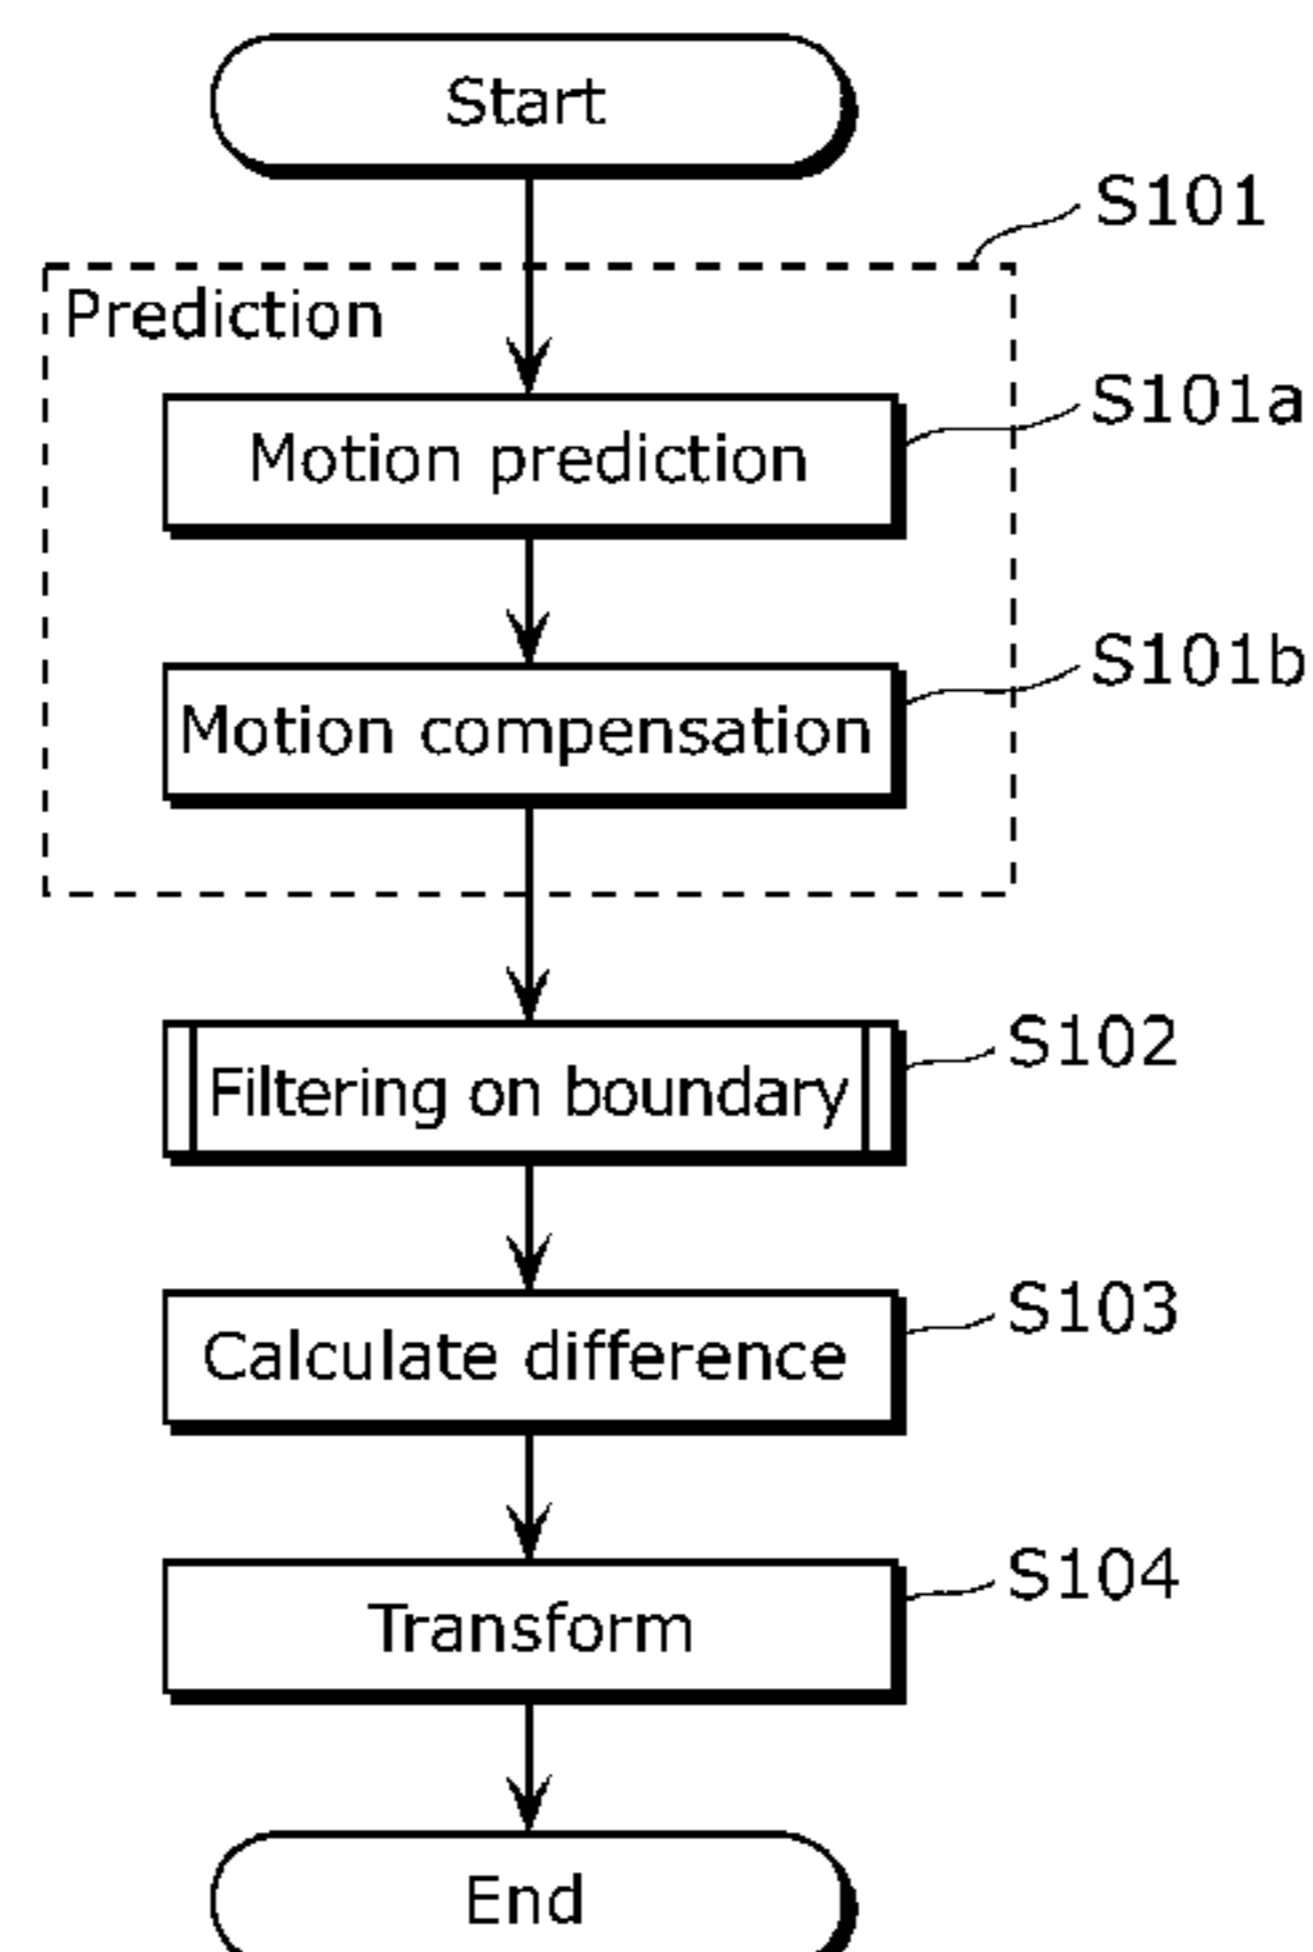 Start
S101
Prediction
S101a
Motion prediction
S101b
Motion compensation
S102
Filtering on boundary
S103
Calculate difference
S104
Transform
End